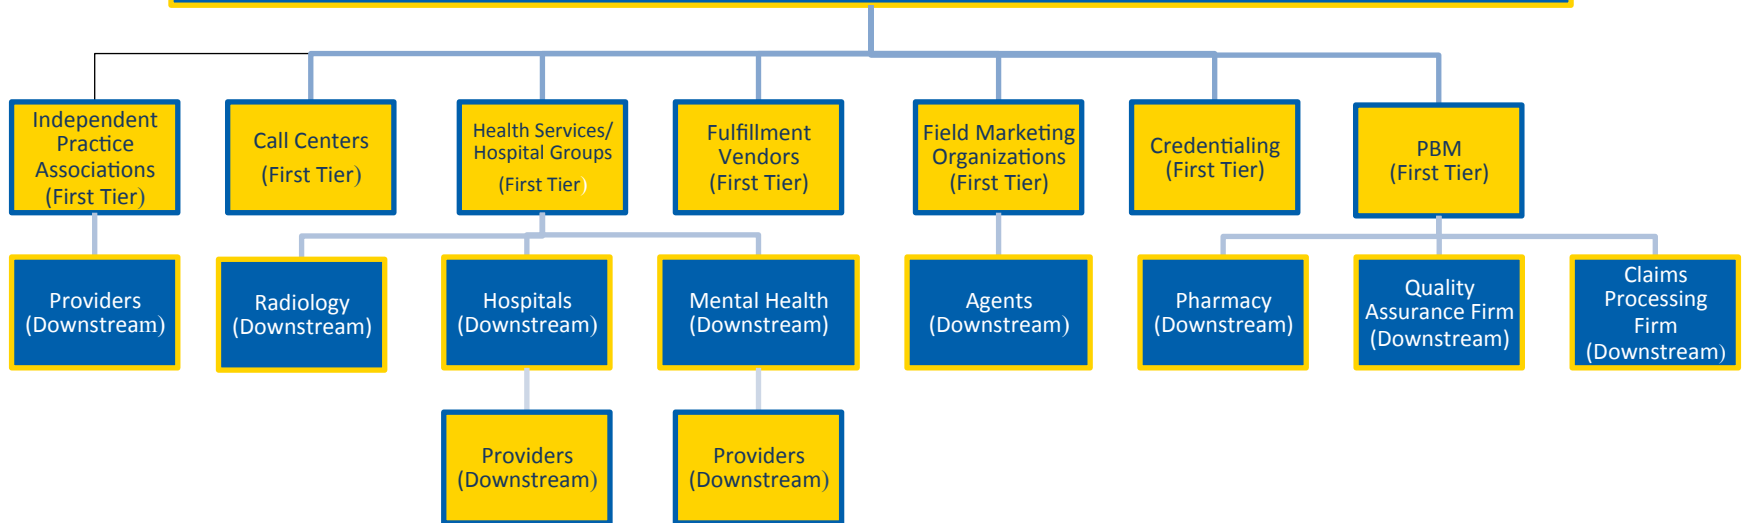 Independent
Practice
Associations
(First Tier)
Call Centers
(First Tier)
Health Services/
Hospital Groups
(First Tier)
Fulfillment
Vendors
(First Tier)
Field Marketing
Organizations
(First Tier)
Credentialing
(First Tier)
PBM
(First Tier)
Providers
(Downstream)
Radiology
(Downstream)
Hospitals
(Downstream)
Mental Health
(Downstream)
Agents
(Downstream)
Pharmacy
(Downstream)
Quality
Assurance Firm
(Downstream)
Claims
Processing
Firm
(Downstream)
Providers
(Downstream)
Providers
(Downstream)